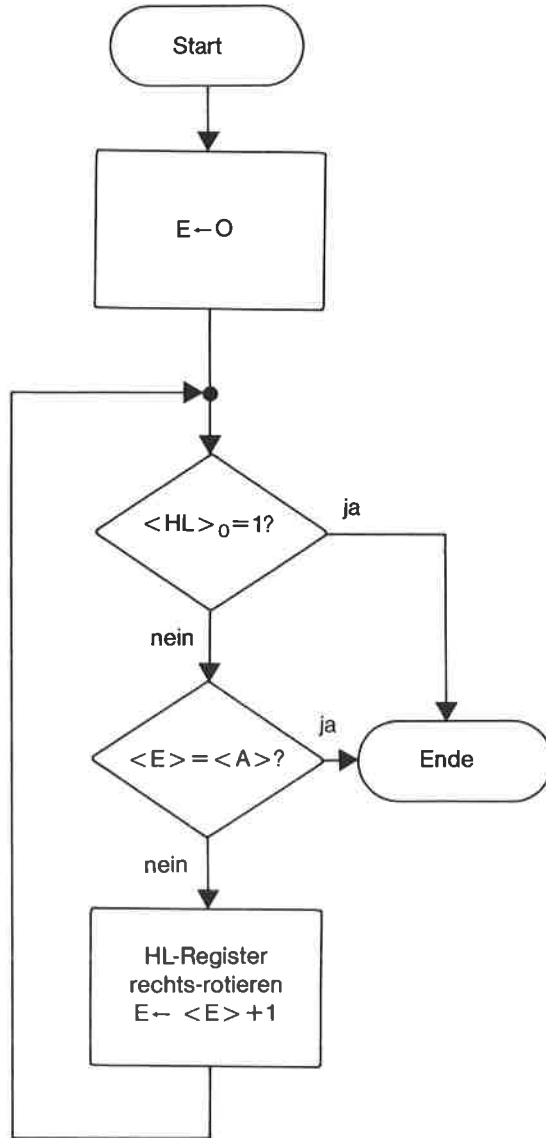 Start
E←O
<HL>₀=1?
ja
nein
<E>=<A>?
ja
Ende
nein
HL-Register
rechts-rotieren
E← <E>+1